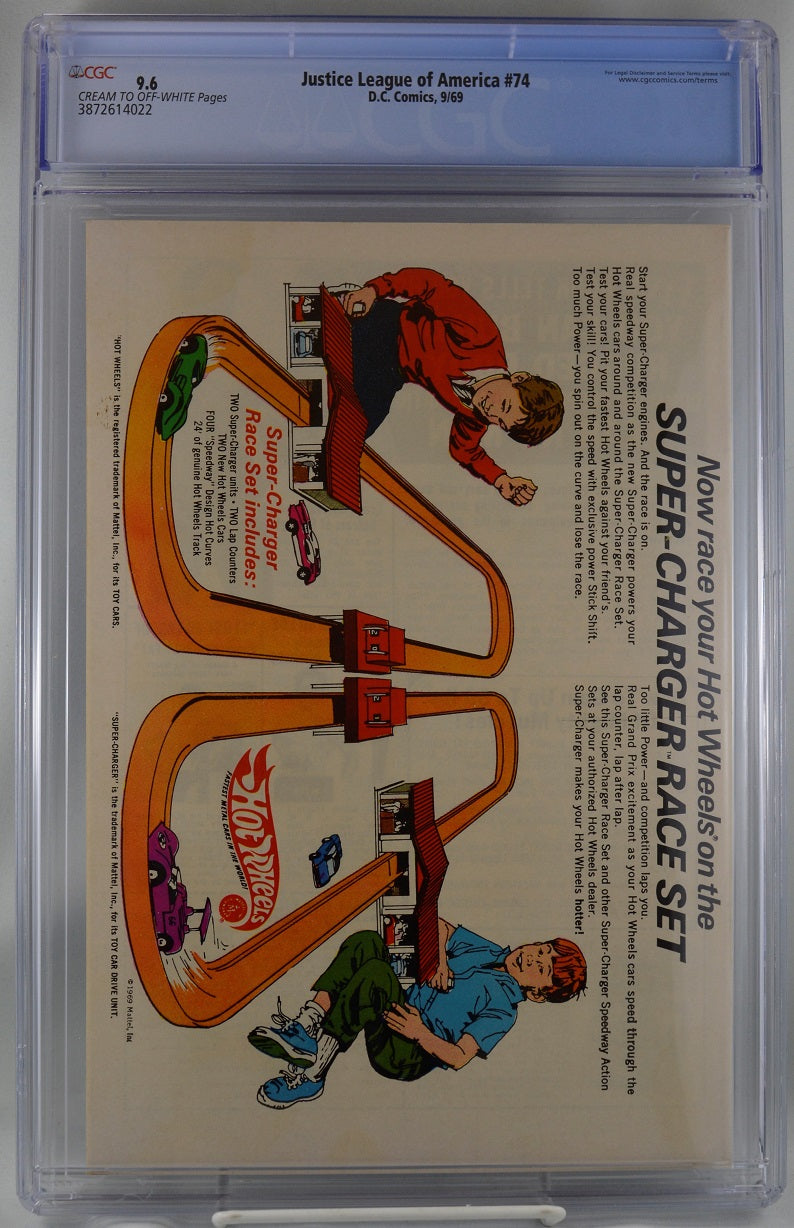 CGC
9.6
CREAM TO OFF-WHITE Pages
3872614022
Justice League of America #74
D.C. Comics, 9/69
For Legal Disclaimer and Service Terms please visit:
www.cgccomics.com/terms
CGC
Now race your Hot Wheels® on the
SUPER-CHARGER™ RACE SET
Start your Super-Charger engines. And the race is on.
Real speedway competition as the new Super-Charger powers your
Hot Wheels cars around and around the Super-Charger Race Set.
Test your cars! Pit your fastest Hot Wheels against your friend's.
Test your skill! You control the speed with exclusive power Stick Shift.
Too much Power—you spin out on the curve and lose the race.
Too little Power—and competition laps you.
Real Grand Prix excitement as your Hot Wheels cars speed through the
lap counter, lap after lap.
See this Super-Charger Race Set and other Super-Charger Speedway Action
Sets at your authorized Hot Wheels dealer.
Super-Charger makes your Hot Wheels hotter!
Super-Charger
Race Set includes:
TWO Super-Charger units • TWO Lap Counters
TWO New Hot Wheels Cars
FOUR "Speedway" Design Hot Curves
24' of genuine Hot Wheels Track
HOT WHEELS
FASTEST METAL CARS IN THE WORLD!
"HOT WHEELS" is the registered trademark of Mattel, Inc., for its TOY CARS.
"SUPER-CHARGER" is the trademark of Mattel, Inc., for its TOY CAR DRIVE UNIT.
©1969 Mattel, Inc